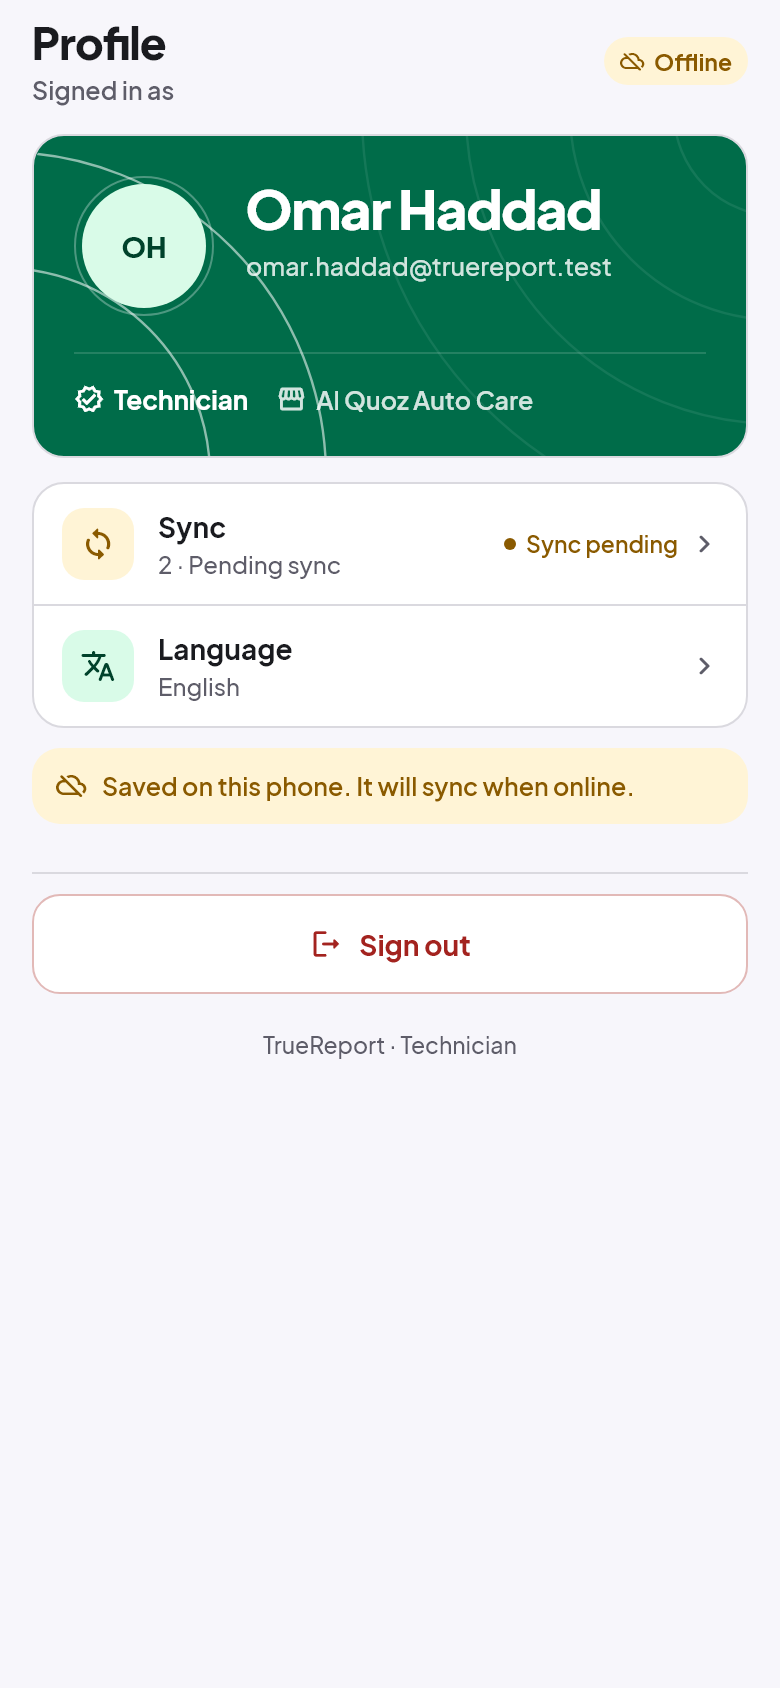 Profile
Signed in as
Offline
OH
Omar Haddad
omar.haddad@truereport.test
Technician
Al Quoz Auto Care
Sync
2 · Pending sync
Sync pending
Language
English
Saved on this phone. It will sync when online.
Sign out
TrueReport · Technician